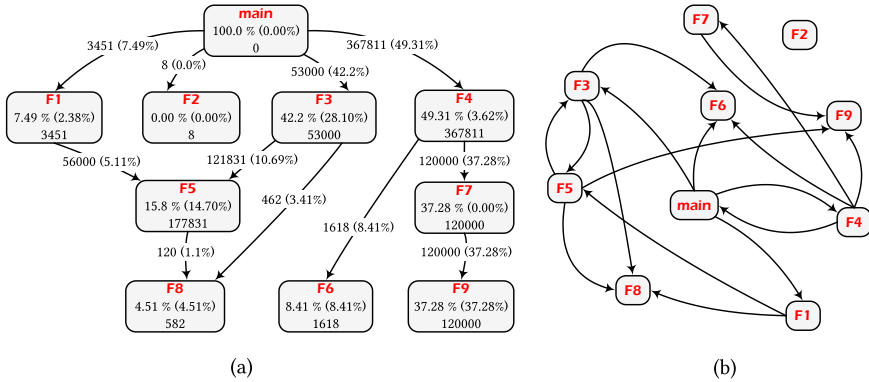 main
100.0 % (0.00%)
0
3451 (7.49%)
8 (0.0%)
53000 (42.2%)
367811 (49.31%)
F1
7.49 % (2.38%)
3451
F2
0.00 % (0.00%)
8
F3
42.2 % (28.10%)
53000
F4
49.31 % (3.62%)
367811
56000 (5.11%)
121831 (10.69%)
120000 (37.28%)
F5
15.8 % (14.70%)
177831
462 (3.41%)
F7
37.28 % (0.00%)
120000
1618 (8.41%)
120 (1.1%)
120000 (37.28%)
F8
4.51 % (4.51%)
582
F6
8.41 % (8.41%)
1618
F9
37.28 % (37.28%)
120000
(a)
F7
F2
F3
F6
F9
F5
main
F4
F8
F1
(b)